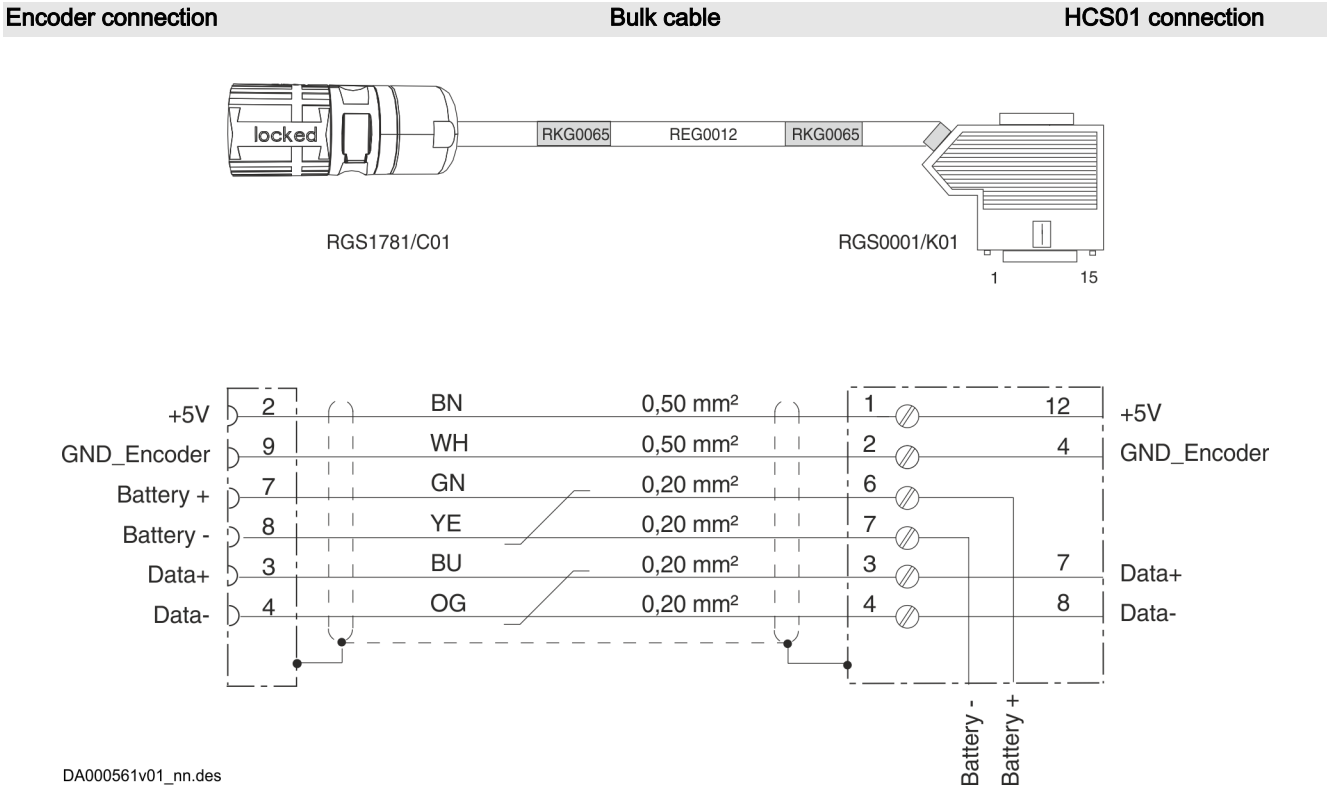 Encoder connection Bulk cable HCS01 connection
locked RKG0065 REG0012 RKG0065
RGS1781/C01 RGS0001/K01
1 15
+5V 2 BN 0,50 mm² 1 12 +5V
GND_Encoder 9 WH 0,50 mm² 2 4 GND_Encoder
Battery + 7 GN 0,20 mm² 6
Battery - 8 YE 0,20 mm² 7
Data+ 3 BU 0,20 mm² 3 7 Data+
Data- 4 OG 0,20 mm² 4 8 Data-
Battery -
Battery +
DA000561v01_nn.des